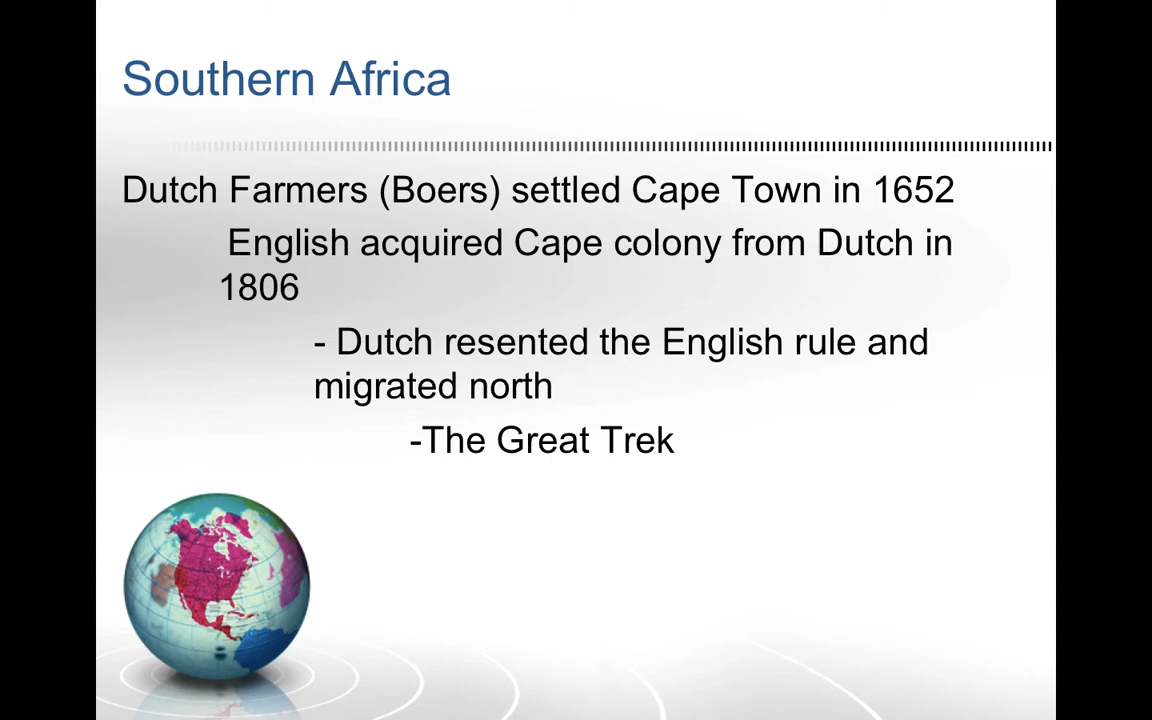 Southern Africa
Dutch Farmers (Boers) settled Cape Town in 1652
English acquired Cape colony from Dutch in
1806
- Dutch resented the English rule and
migrated north
-The Great Trek